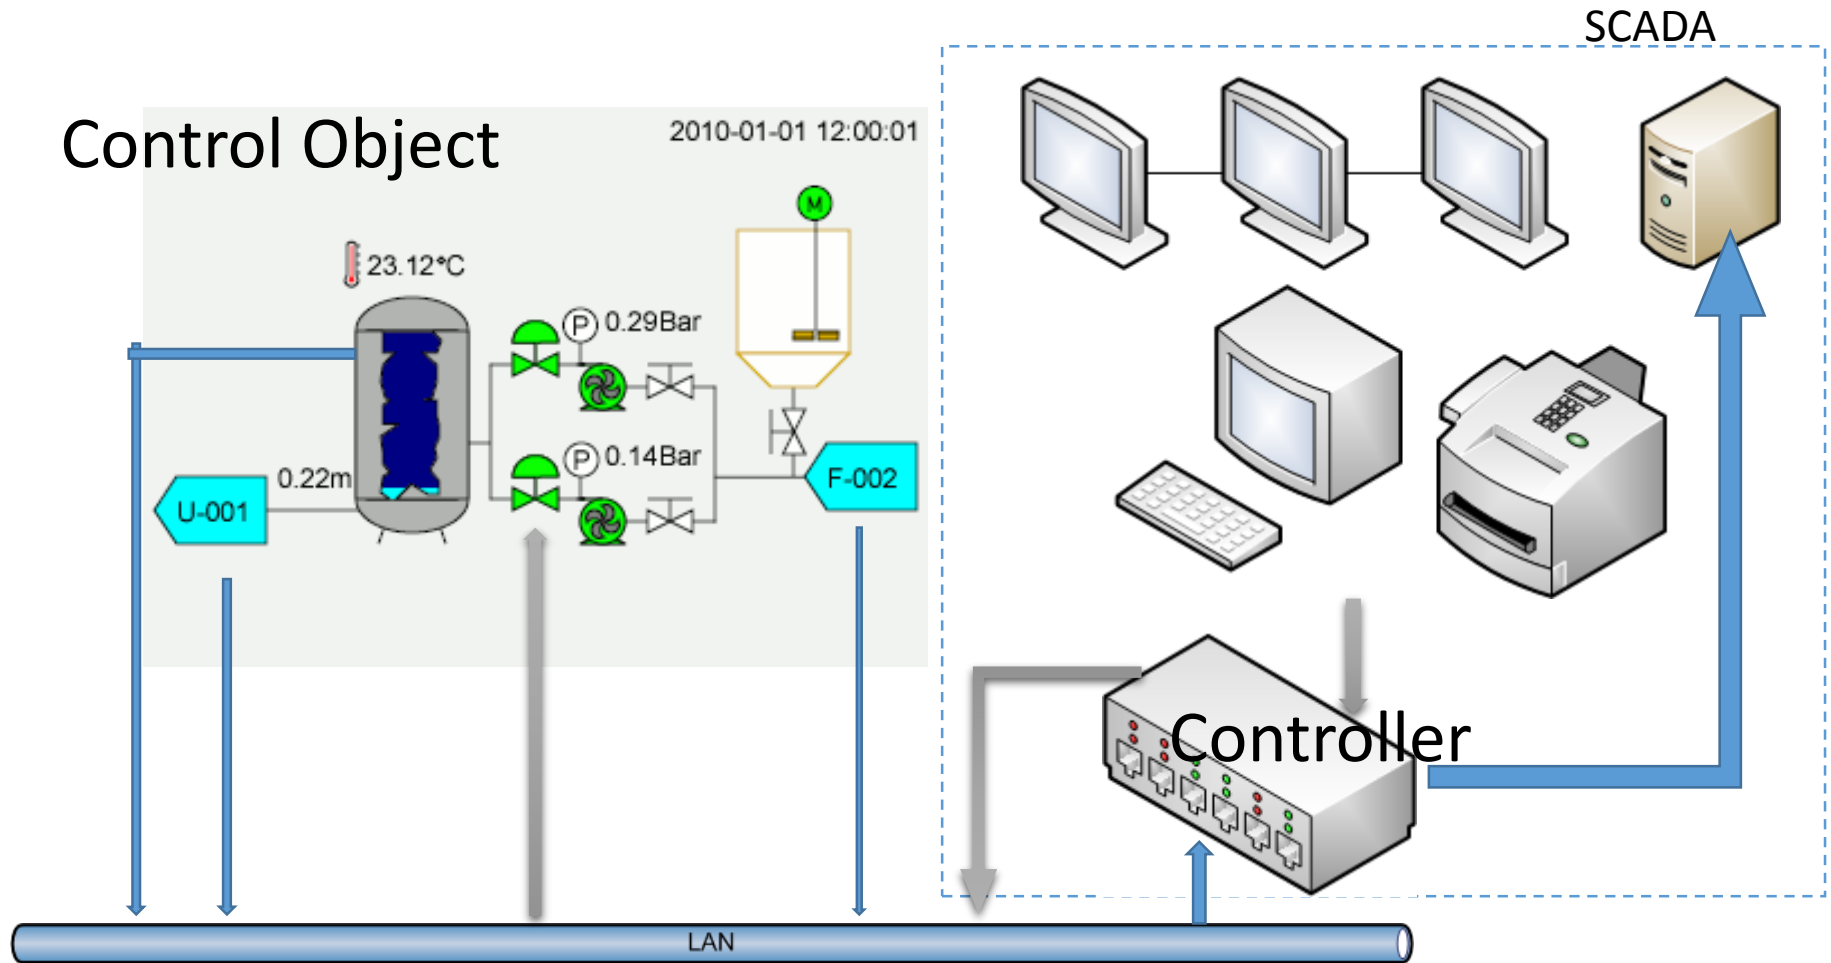 SCADA
Control Object
2010-01-01 12:00:01
M
23.12°C
P 0.29Bar
P 0.14Bar
0.22m
F-002
U-001
Controller
LAN